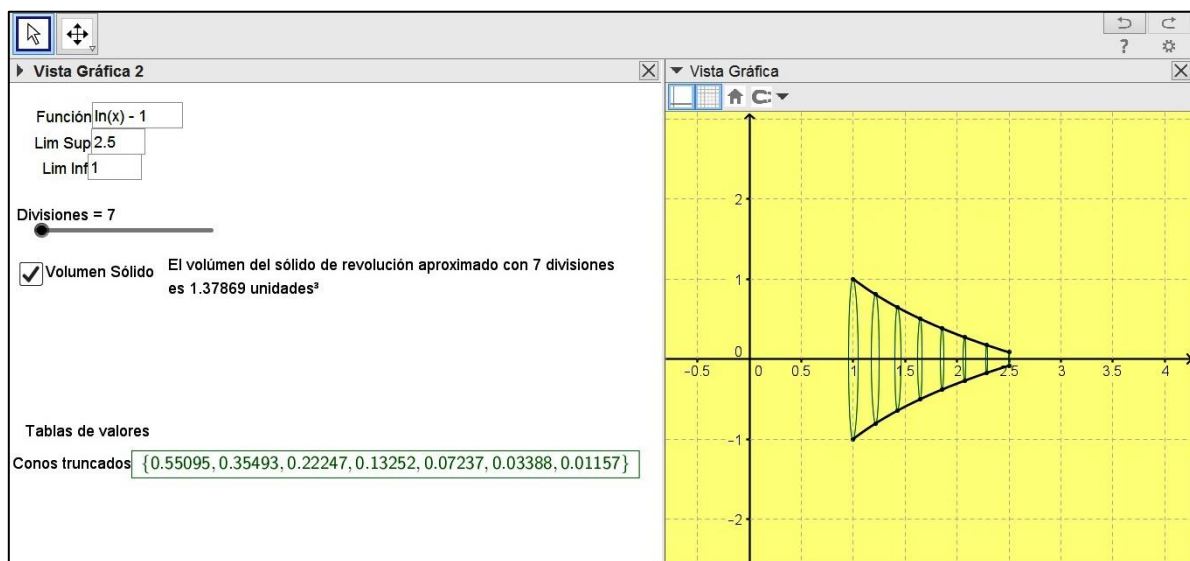 ?
Vista Gráfica 2
Función ln(x) - 1
Lim Sup 2.5
Lim Inf 1
Divisiones = 7
Volumen Sólido
El volúmen del sólido de revolución aproximado con 7 divisiones
es 1.37869 unidades³
Tablas de valores
Conos truncados {0.55095, 0.35493, 0.22247, 0.13252, 0.07237, 0.03388, 0.01157}
Vista Gráfica
2
1
0
-1
-2
-0.5 0 0.5 1 1.5 2 2.5 3 3.5 4